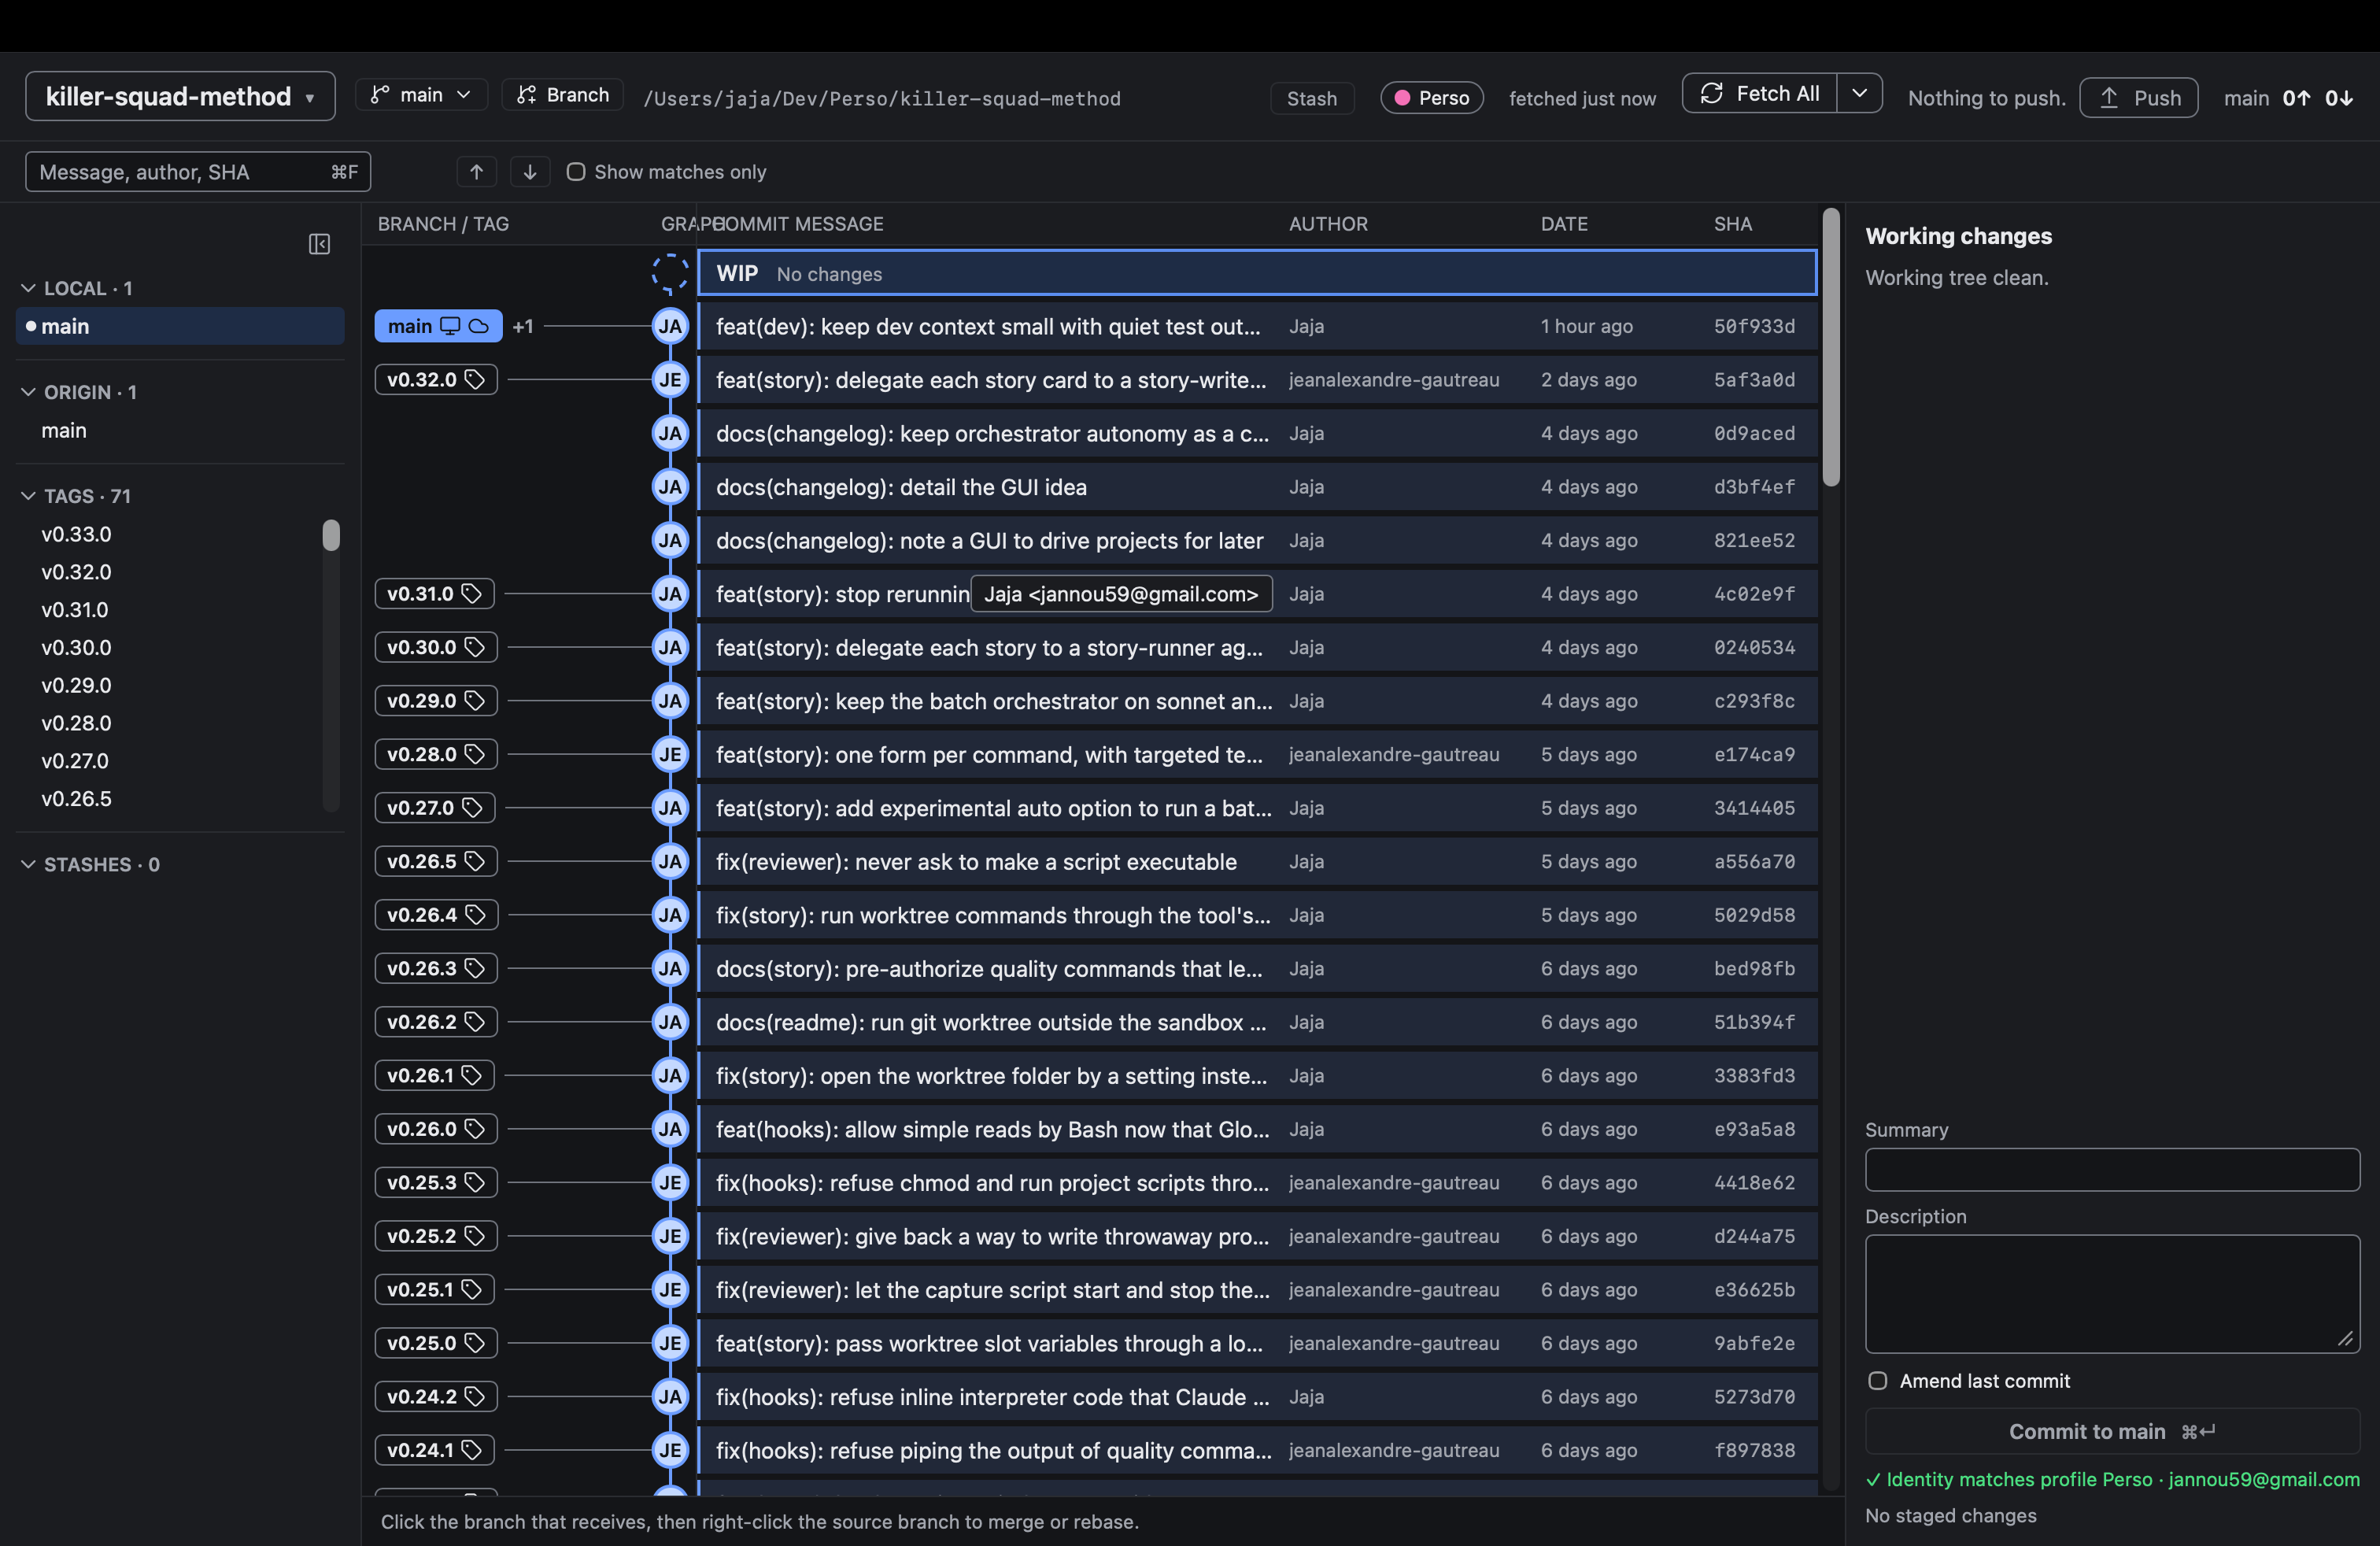 killer-squad-method ▾ main Branch /Users/jaja/Dev/Perso/killer-squad-method Stash Perso fetched just now Fetch All Nothing to push. Push main 0↑ 0↓
Message, author, SHA ⌘F ↑ ↓ Show matches only
LOCAL · 1
main
ORIGIN · 1
main
TAGS · 71
v0.33.0
v0.32.0
v0.31.0
v0.30.0
v0.29.0
v0.28.0
v0.27.0
v0.26.5
STASHES · 0
BRANCH / TAG GRAPH COMMIT MESSAGE AUTHOR DATE SHA
WIP No changes
main +1 JA feat(dev): keep dev context small with quiet test out... Jaja 1 hour ago 50f933d
v0.32.0 JE feat(story): delegate each story card to a story-write... jeanalexandre-gautreau 2 days ago 5af3a0d
JA docs(changelog): keep orchestrator autonomy as a c... Jaja 4 days ago 0d9aced
JA docs(changelog): detail the GUI idea Jaja 4 days ago d3bf4ef
JA docs(changelog): note a GUI to drive projects for later Jaja 4 days ago 821ee52
v0.31.0 JA feat(story): stop rerunnin Jaja <jannou59@gmail.com> Jaja 4 days ago 4c02e9f
v0.30.0 JA feat(story): delegate each story to a story-runner ag... Jaja 4 days ago 0240534
v0.29.0 JA feat(story): keep the batch orchestrator on sonnet an... Jaja 4 days ago c293f8c
v0.28.0 JE feat(story): one form per command, with targeted te... jeanalexandre-gautreau 5 days ago e174ca9
v0.27.0 JA feat(story): add experimental auto option to run a bat... Jaja 5 days ago 3414405
v0.26.5 JA fix(reviewer): never ask to make a script executable Jaja 5 days ago a556a70
v0.26.4 JA fix(story): run worktree commands through the tool's... Jaja 5 days ago 5029d58
v0.26.3 JA docs(story): pre-authorize quality commands that le... Jaja 6 days ago bed98fb
v0.26.2 JA docs(readme): run git worktree outside the sandbox ... Jaja 6 days ago 51b394f
v0.26.1 JA fix(story): open the worktree folder by a setting inste... Jaja 6 days ago 3383fd3
v0.26.0 JA feat(hooks): allow simple reads by Bash now that Glo... Jaja 6 days ago e93a5a8
v0.25.3 JE fix(hooks): refuse chmod and run project scripts thro... jeanalexandre-gautreau 6 days ago 4418e62
v0.25.2 JE fix(reviewer): give back a way to write throwaway pro... jeanalexandre-gautreau 6 days ago d244a75
v0.25.1 JE fix(reviewer): let the capture script start and stop the... jeanalexandre-gautreau 6 days ago e36625b
v0.25.0 JE feat(story): pass worktree slot variables through a lo... jeanalexandre-gautreau 6 days ago 9abfe2e
v0.24.2 JA fix(hooks): refuse inline interpreter code that Claude ... Jaja 6 days ago 5273d70
v0.24.1 JE fix(hooks): refuse piping the output of quality comma... jeanalexandre-gautreau 6 days ago f897838
Click the branch that receives, then right-click the source branch to merge or rebase.
Working changes
Working tree clean.
Summary
Description
Amend last commit
Commit to main ⌘↵
✓ Identity matches profile Perso · jannou59@gmail.com
No staged changes